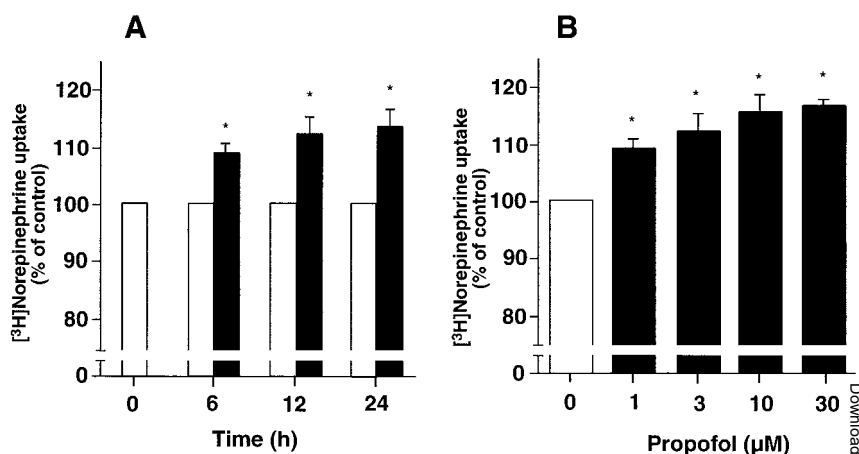 A
[³H]Norepinephrine uptake
(% of control)
120
110
100
90
80
0
* * *
0 6 12 24
Time (h)
B
[³H]Norepinephrine uptake
(% of control)
120
110
100
90
80
0
* * * *
0 1 3 10 30
Propofol (µM)
Download